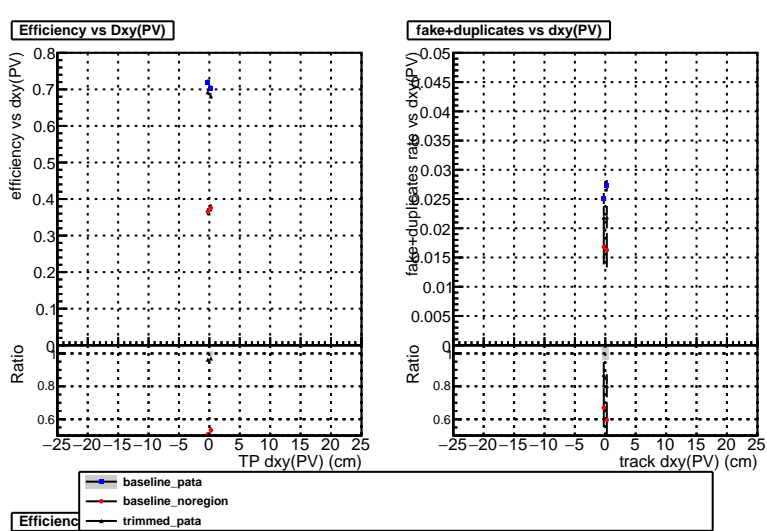 Efficiency vs Dxy(PV)
efficiency vs dxy(PV)
0.8
0.7
0.6
0.5
0.4
0.3
0.2
0.1
0
Ratio
1
0.8
0.6
−25 −20 −15 −10 −5 0 5 10 15 20 25
TP dxy(PV) (cm)
fake+duplicates vs dxy(PV)
fake+duplicates rate vs dxy(PV)
0.05
0.045
0.04
0.035
0.03
0.025
0.02
0.015
0.01
0.005
0
Ratio
1
0.8
0.6
−25 −20 −15 −10 −5 0 5 10 15 20 25
track dxy(PV) (cm)
baseline_pata
baseline_noregion
trimmed_pata
Efficienc